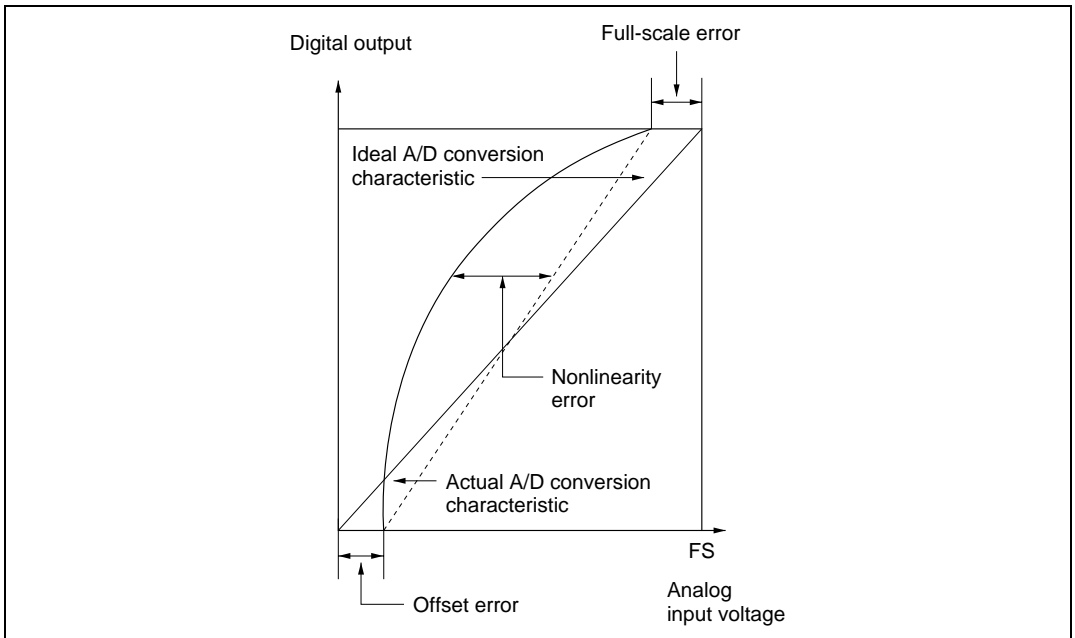 Digital output
Full-scale error
Ideal A/D conversion
characteristic
Nonlinearity
error
Actual A/D conversion
characteristic
FS
Offset error
Analog
input voltage